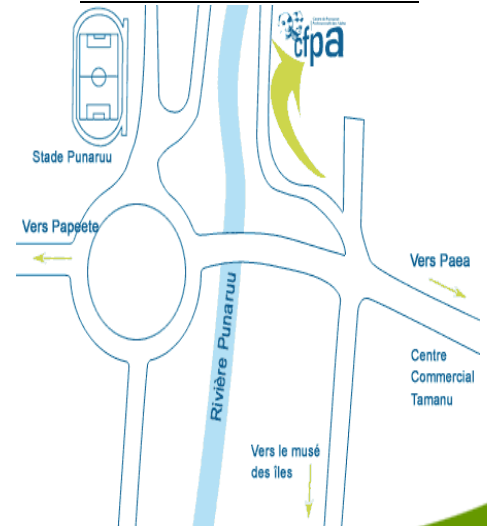 cfpa
Stade Punaruu
Vers Papeete
Vers Paea
Rivière Punaruu
Centre
Commercial
Tamanu
Vers le musé
des îles